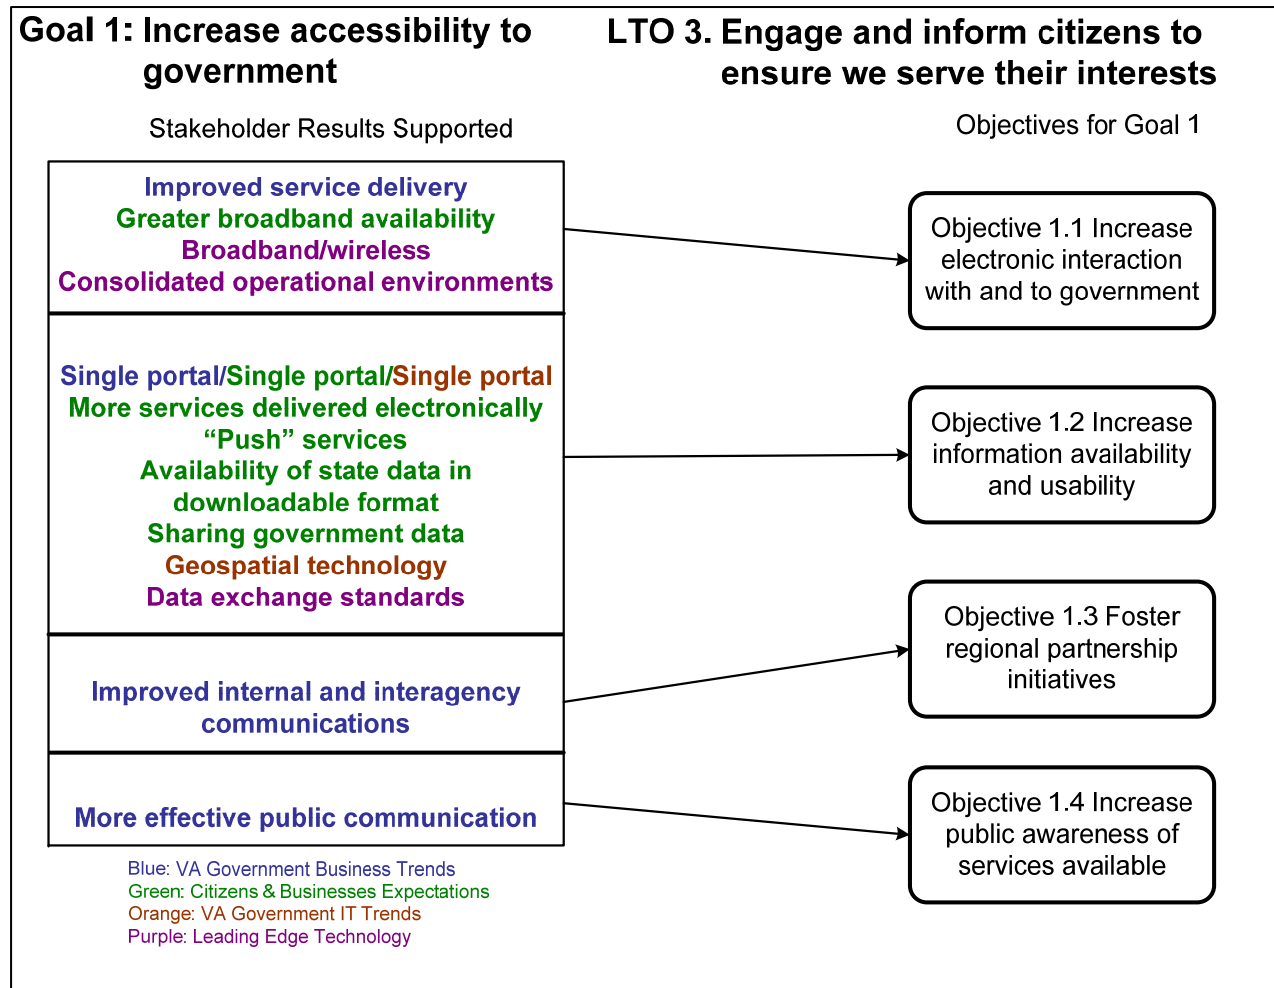 Goal 1: Increase accessibility to
government
LTO 3. Engage and inform citizens to
ensure we serve their interests
Stakeholder Results Supported
Objectives for Goal 1
Improved service delivery
Greater broadband availability
Broadband/wireless
Consolidated operational environments
Objective 1.1 Increase
electronic interaction
with and to government
Single portal/Single portal/Single portal
More services delivered electronically
“Push” services
Availability of state data in
downloadable format
Sharing government data
Geospatial technology
Data exchange standards
Objective 1.2 Increase
information availability
and usability
Improved internal and interagency
communications
Objective 1.3 Foster
regional partnership
initiatives
More effective public communication
Objective 1.4 Increase
public awareness of
services available
Blue: VA Government Business Trends
Green: Citizens & Businesses Expectations
Orange: VA Government IT Trends
Purple: Leading Edge Technology